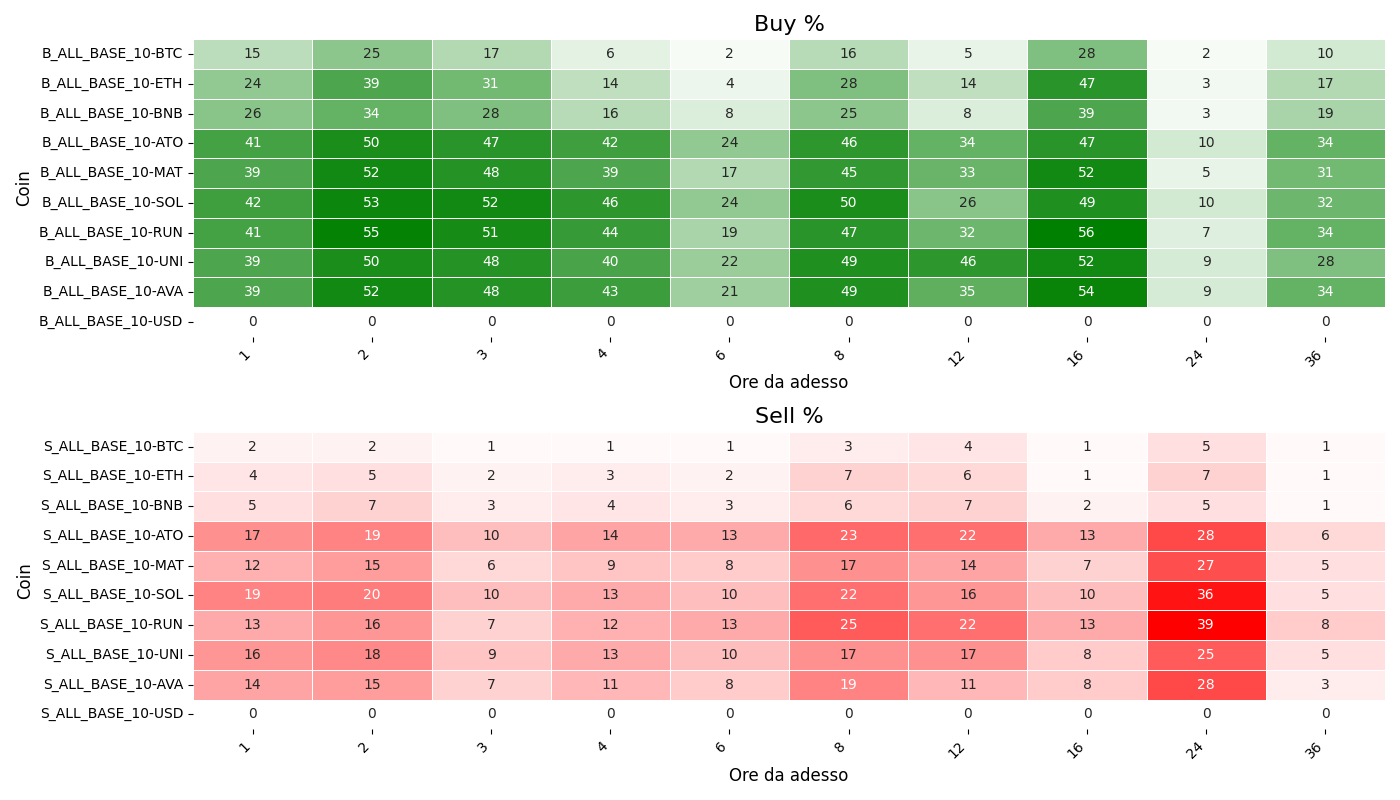 Buy %
Coin
B_ALL_BASE_10-BTC 15 25 17 6 2 16 5 28 2 10
B_ALL_BASE_10-ETH 24 39 31 14 4 28 14 47 3 17
B_ALL_BASE_10-BNB 26 34 28 16 8 25 8 39 3 19
B_ALL_BASE_10-ATO 41 50 47 42 24 46 34 47 10 34
B_ALL_BASE_10-MAT 39 52 48 39 17 45 33 52 5 31
B_ALL_BASE_10-SOL 42 53 52 46 24 50 26 49 10 32
B_ALL_BASE_10-RUN 41 55 51 44 19 47 32 56 7 34
B_ALL_BASE_10-UNI 39 50 48 40 22 49 46 52 9 28
B_ALL_BASE_10-AVA 39 52 48 43 21 49 35 54 9 34
B_ALL_BASE_10-USD 0 0 0 0 0 0 0 0 0 0
1 2 3 4 6 8 12 16 24 36
Ore da adesso
Sell %
Coin
S_ALL_BASE_10-BTC 2 2 1 1 1 3 4 1 5 1
S_ALL_BASE_10-ETH 4 5 2 3 2 7 6 1 7 1
S_ALL_BASE_10-BNB 5 7 3 4 3 6 7 2 5 1
S_ALL_BASE_10-ATO 17 19 10 14 13 23 22 13 28 6
S_ALL_BASE_10-MAT 12 15 6 9 8 17 14 7 27 5
S_ALL_BASE_10-SOL 19 20 10 13 10 22 16 10 36 5
S_ALL_BASE_10-RUN 13 16 7 12 13 25 22 13 39 8
S_ALL_BASE_10-UNI 16 18 9 13 10 17 17 8 25 5
S_ALL_BASE_10-AVA 14 15 7 11 8 19 11 8 28 3
S_ALL_BASE_10-USD 0 0 0 0 0 0 0 0 0 0
1 2 3 4 6 8 12 16 24 36
Ore da adesso